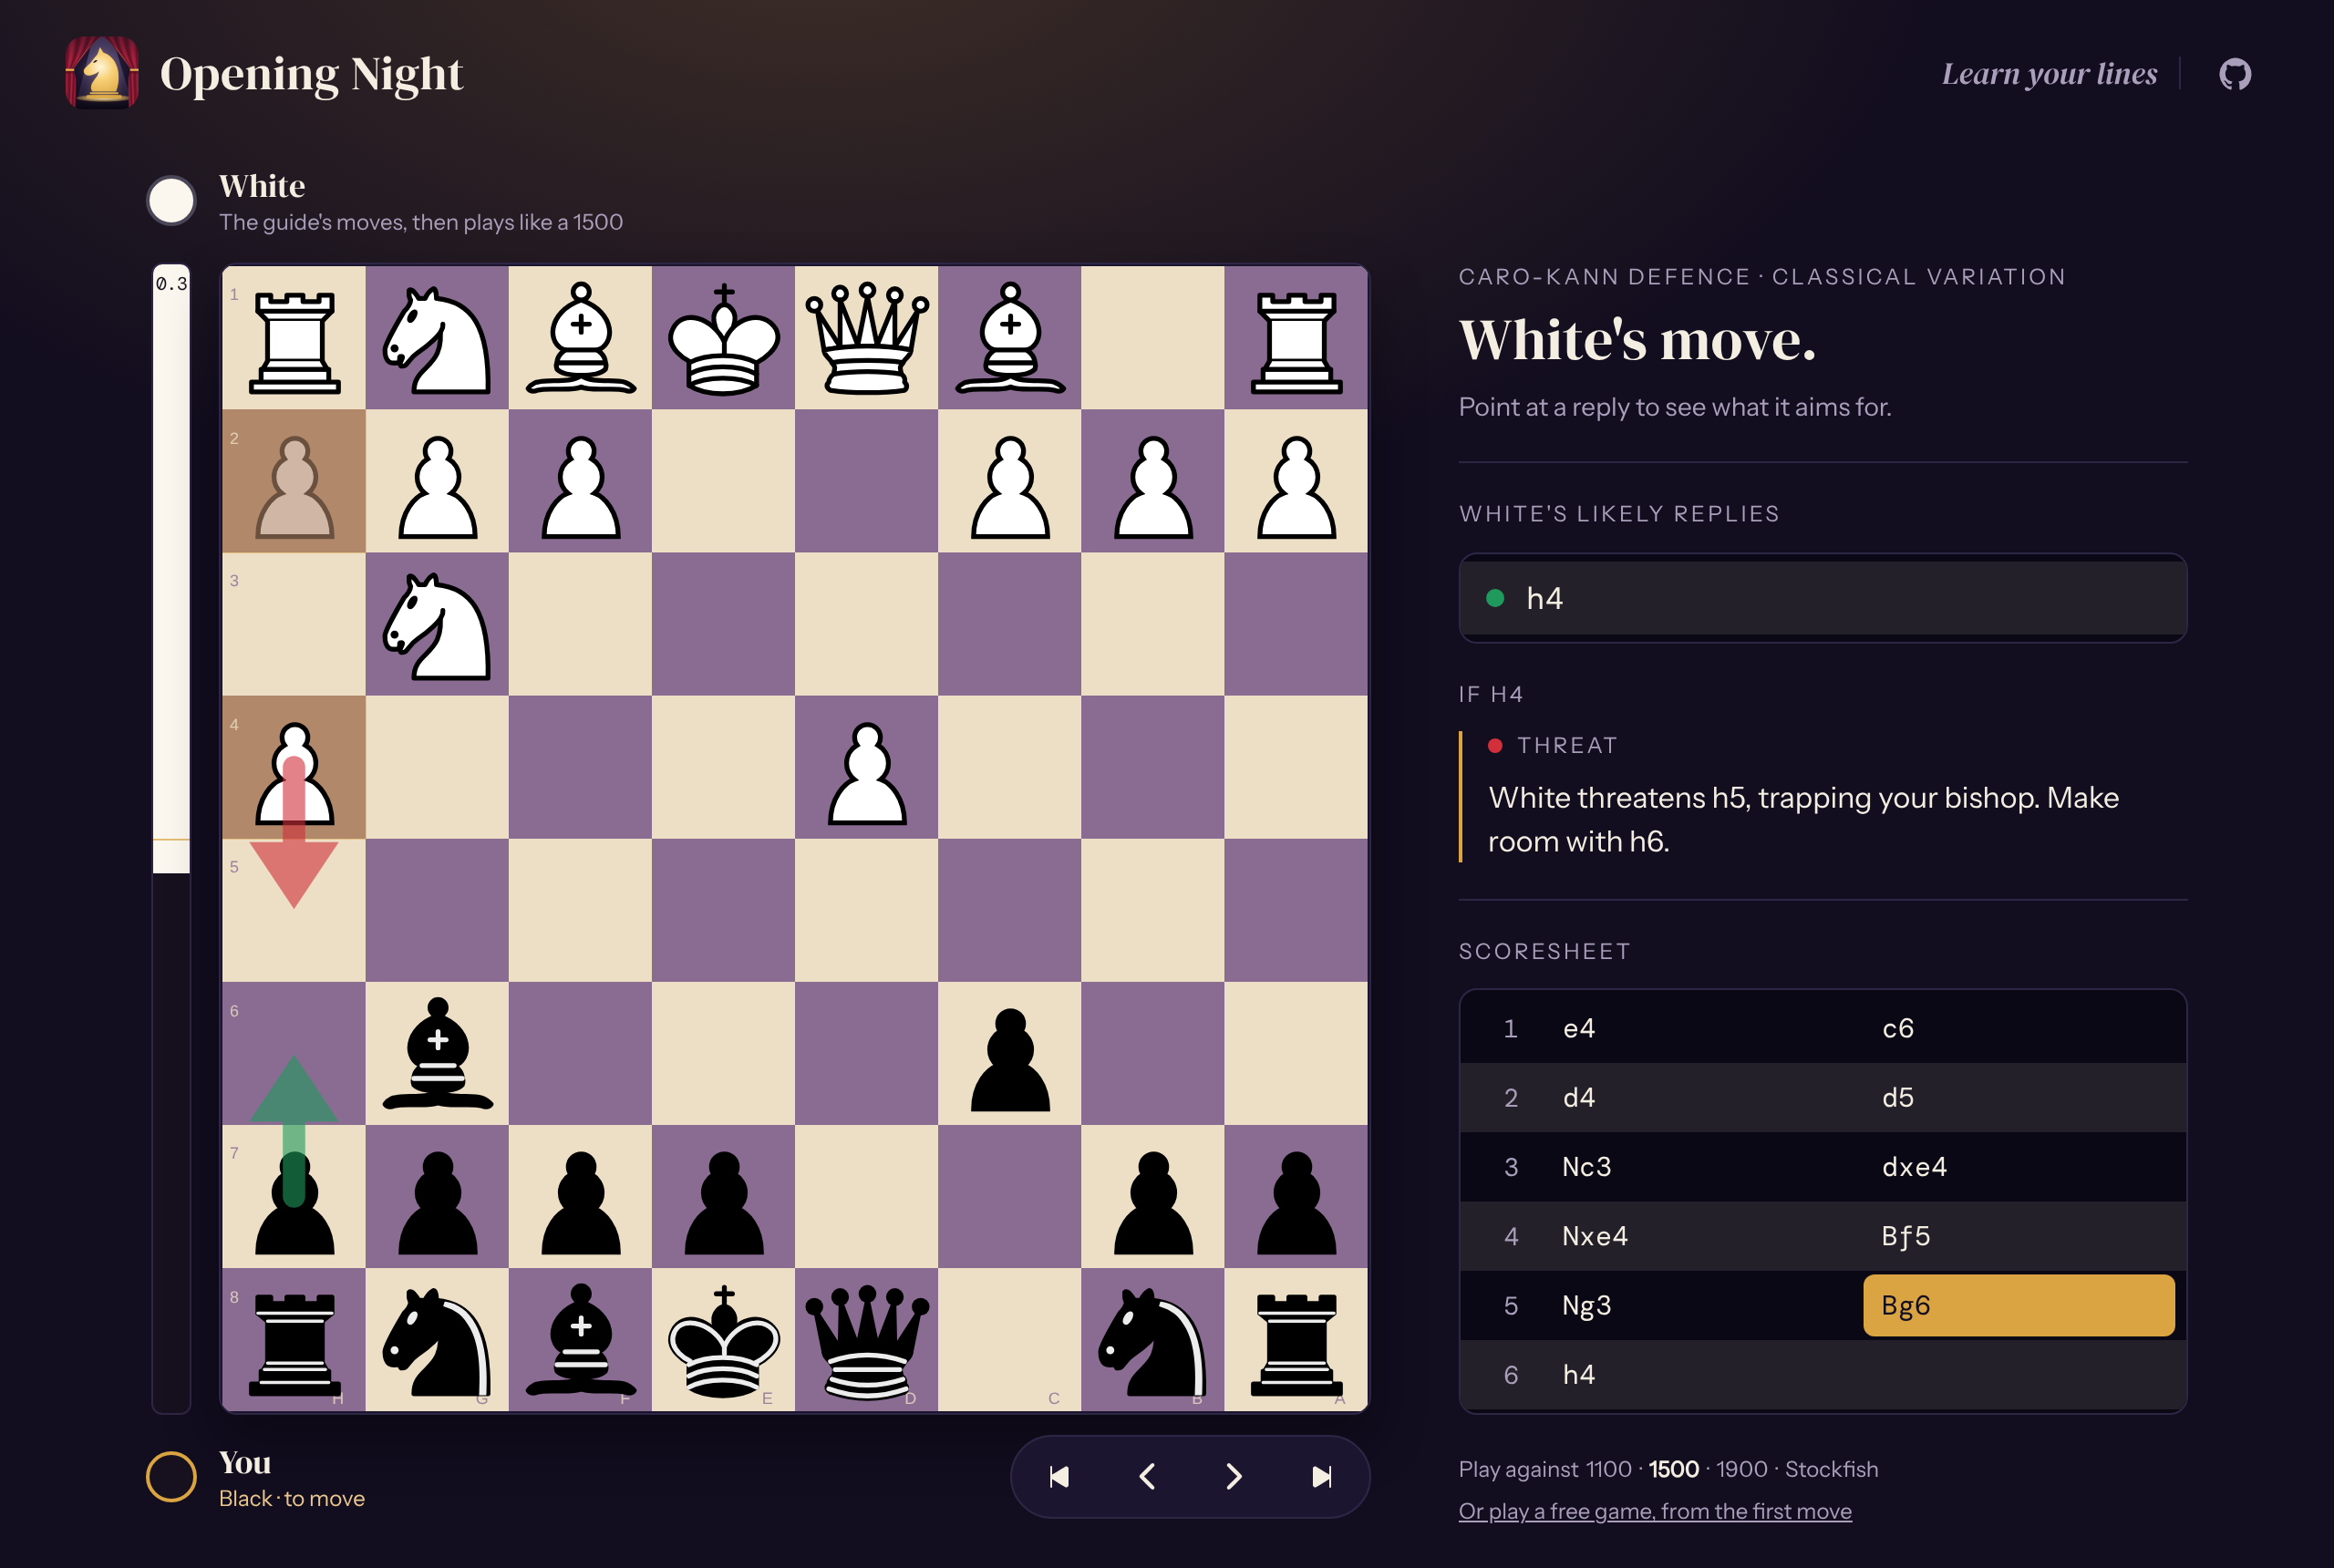 Opening Night
Learn your lines
White
The guide's moves, then plays like a 1500
0.3
1
2
3
4
5
6
7
8
H G F E D C B A
You
Black · to move
CARO-KANN DEFENCE · CLASSICAL VARIATION
White's move.
Point at a reply to see what it aims for.
WHITE'S LIKELY REPLIES
h4
IF H4
THREAT
White threatens h5, trapping your bishop. Make
room with h6.
SCORESHEET
1 e4 c6
2 d4 d5
3 Nc3 dxe4
4 Nxe4 Bf5
5 Ng3 Bg6
6 h4
Play against 1100 · 1500 · 1900 · Stockfish
Or play a free game, from the first move